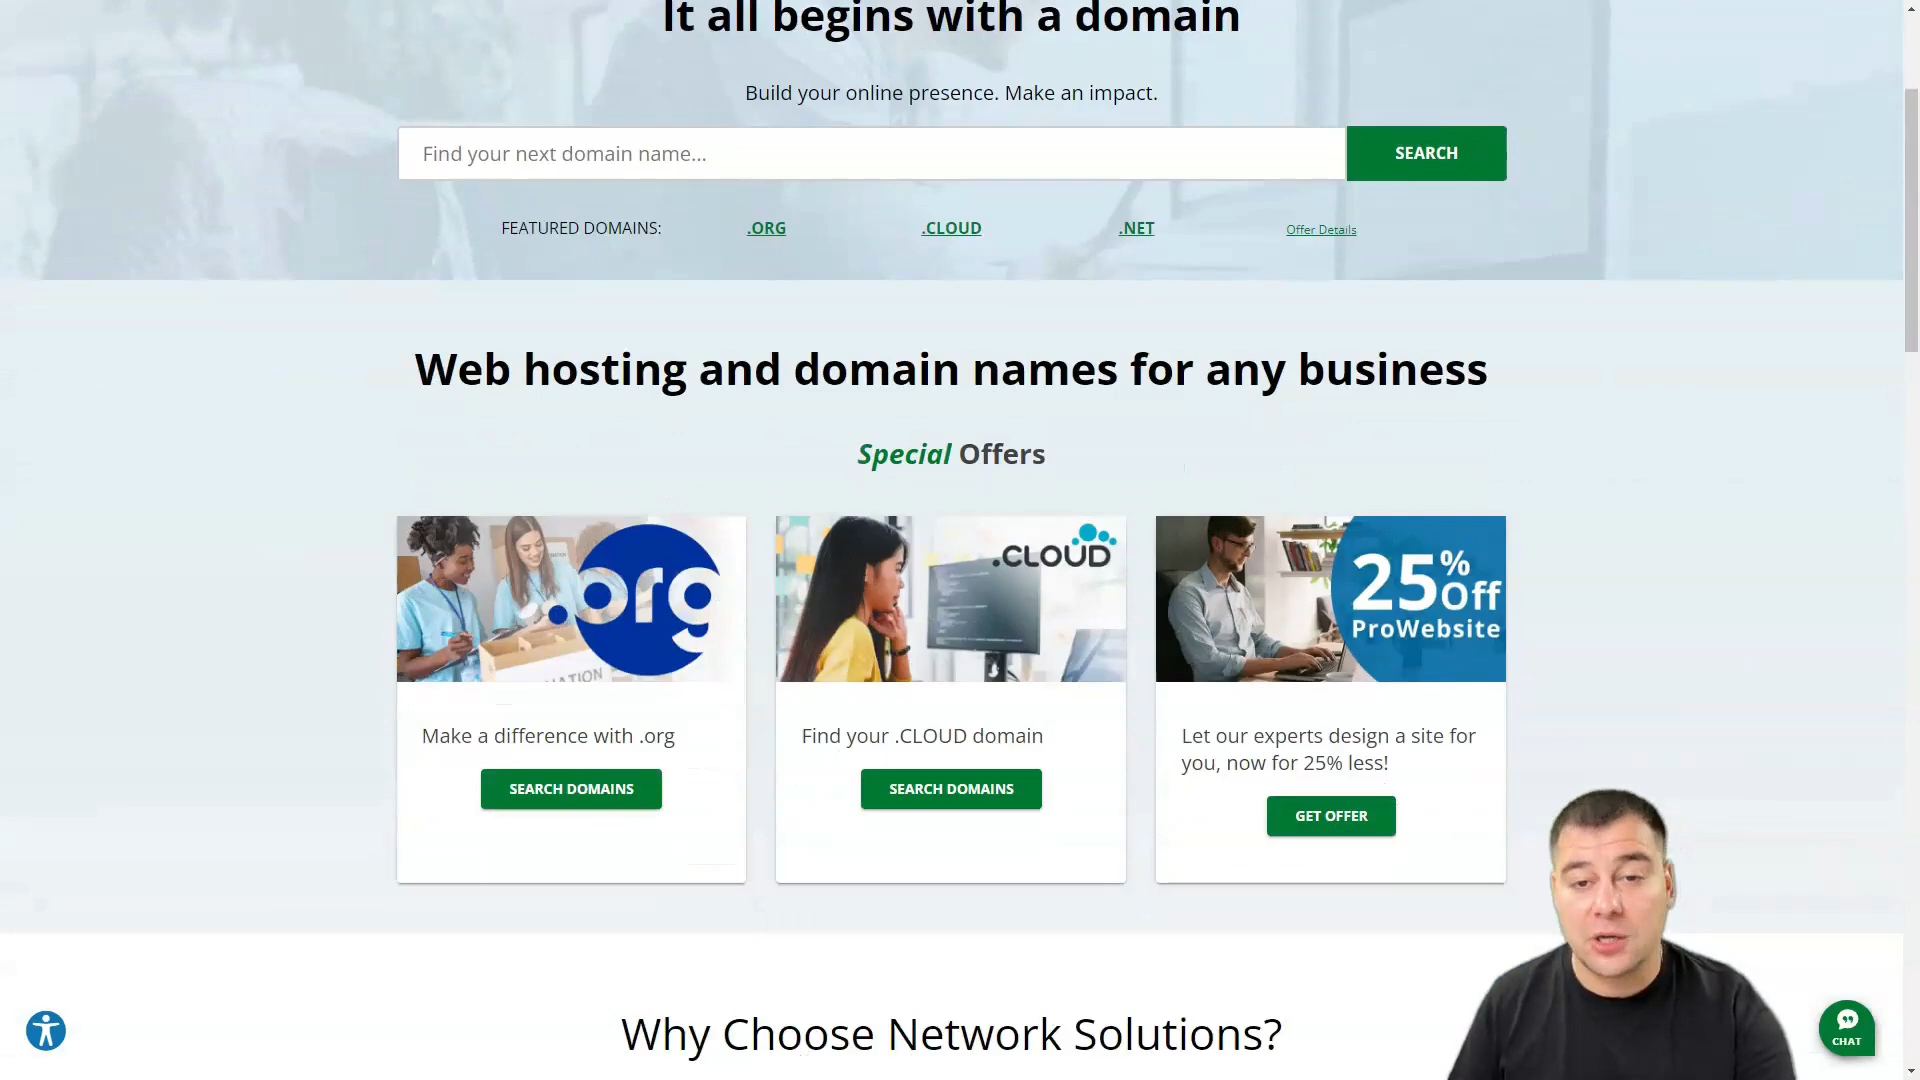 It all begins with a domain
Build your online presence. Make an impact.
Find your next domain name...
SEARCH
FEATURED DOMAINS: .ORG .CLOUD .NET Offer Details
Web hosting and domain names for any business
Special Offers
.org
.CLOUD
25% Off
ProWebsite
Make a difference with .org
SEARCH DOMAINS
Find your .CLOUD domain
SEARCH DOMAINS
Let our experts design a site for
you, now for 25% less!
GET OFFER
Why Choose Network Solutions?
CHAT